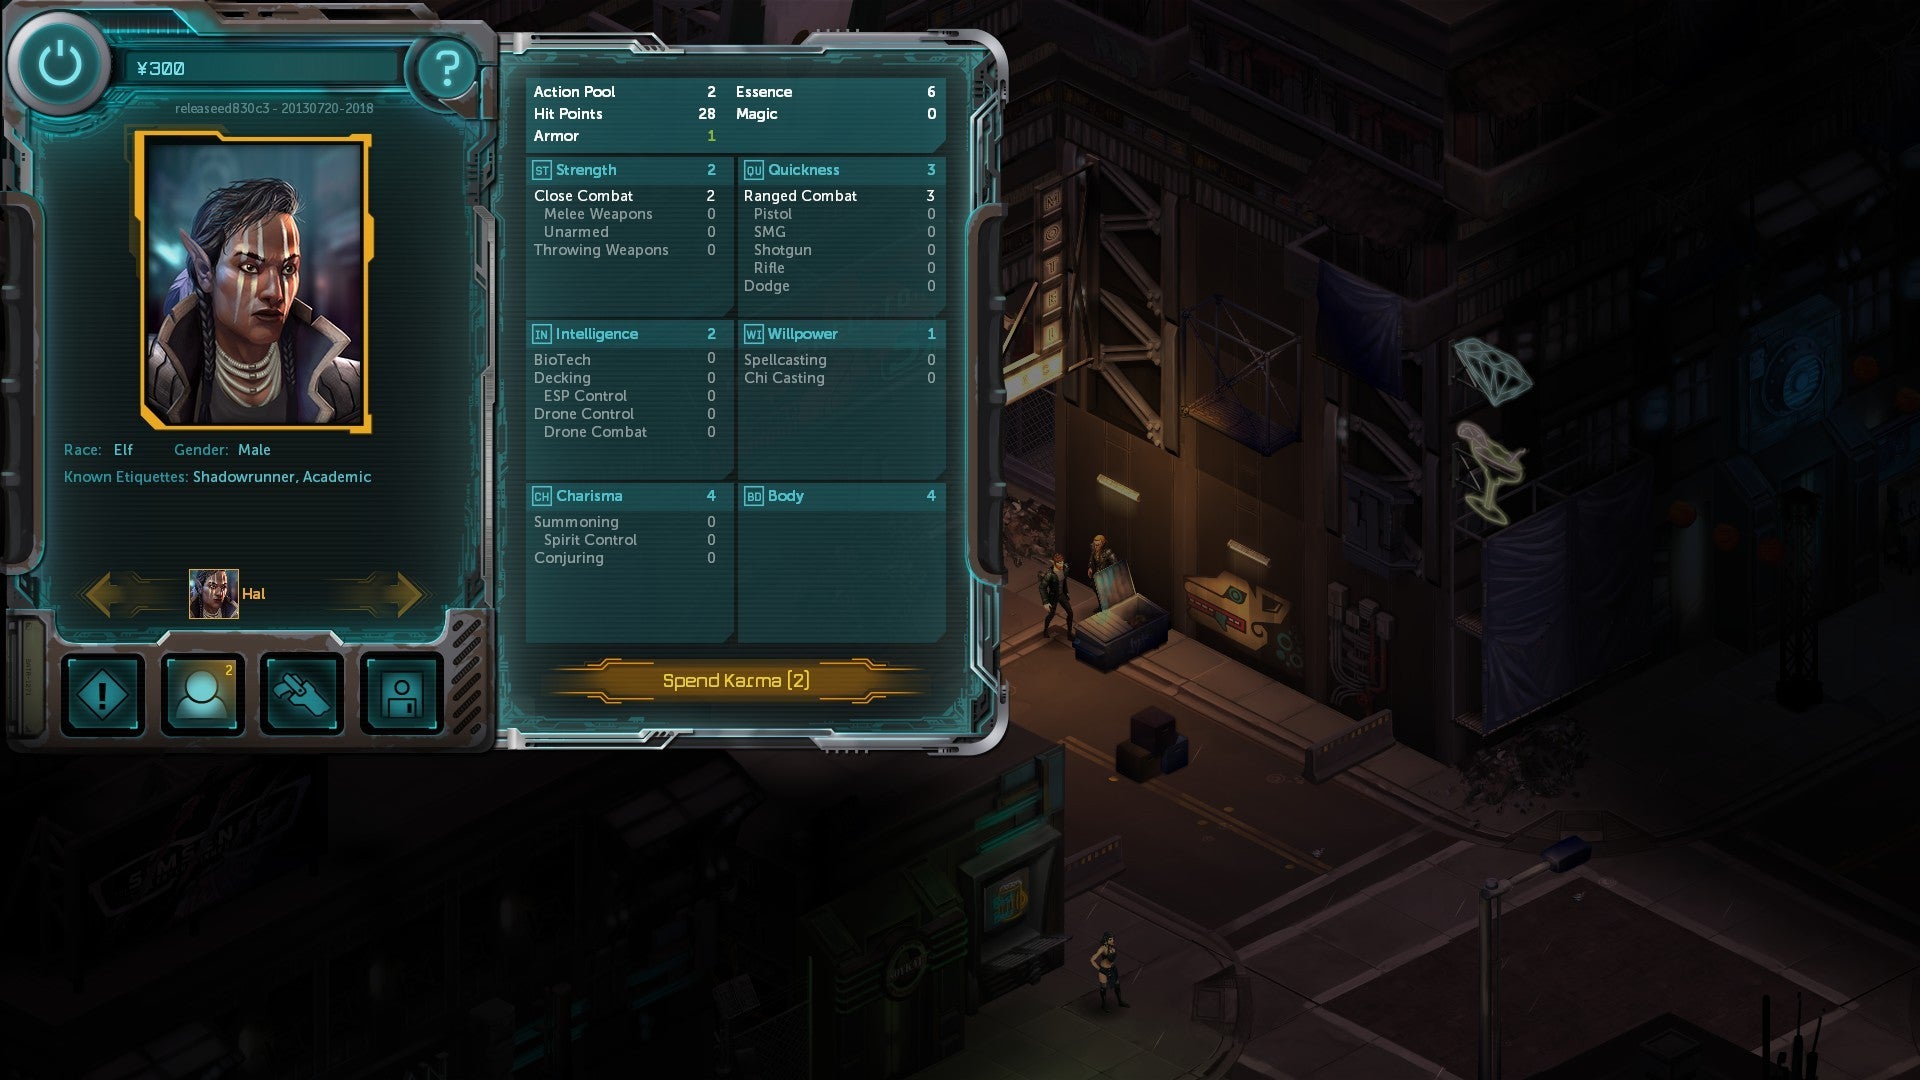 ¥300
releaseed830c3 - 20130720-2018
Race: Elf Gender: Male
Known Etiquettes: Shadowrunner, Academic
Hal
2
Action Pool 2 Essence 6
Hit Points 28 Magic 0
Armor 1
ST Strength 2
Close Combat 2
Melee Weapons 0
Unarmed 0
Throwing Weapons 0
QU Quickness 3
Ranged Combat 3
Pistol 0
SMG 0
Shotgun 0
Rifle 0
Dodge 0
IN Intelligence 2
BioTech 0
Decking 0
ESP Control 0
Drone Control 0
Drone Combat 0
WI Willpower 1
Spellcasting 0
Chi Casting 0
CH Charisma 4
Summoning 0
Spirit Control 0
Conjuring 0
BD Body 4
Spend Karma (2)
SIMSENSE